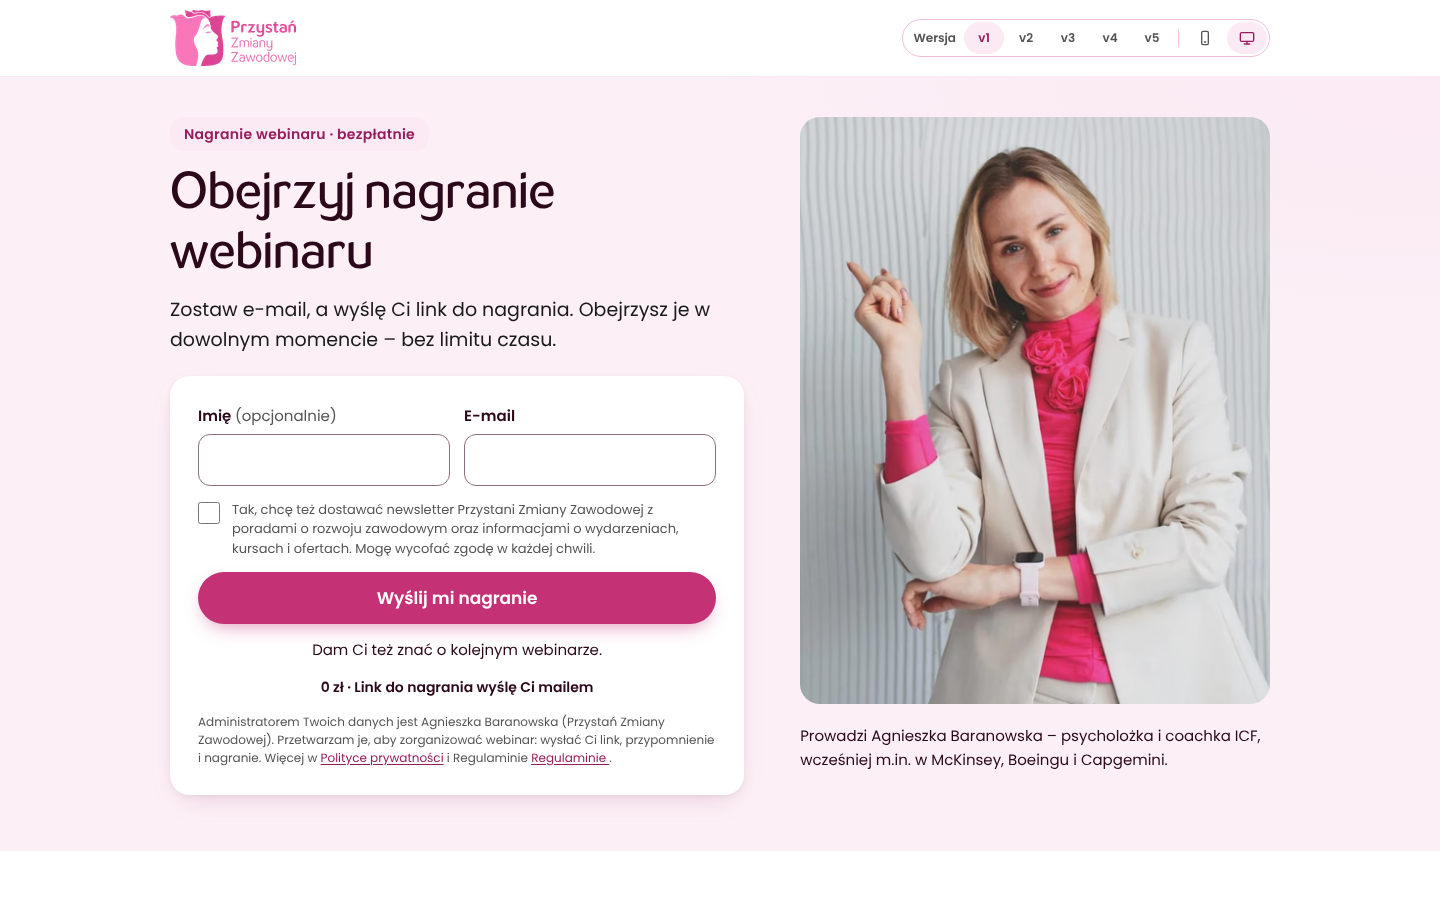 Przystań
Zmiany
Zawodowej
Wersja v1 v2 v3 v4 v5
Nagranie webinaru · bezpłatnie
Obejrzyj nagranie
webinaru
Zostaw e-mail, a wyślę Ci link do nagrania. Obejrzysz je w
dowolnym momencie – bez limitu czasu.
Imię (opcjonalnie) E-mail
Tak, chcę też dostawać newsletter Przystani Zmiany Zawodowej z
poradami o rozwoju zawodowym oraz informacjami o wydarzeniach,
kursach i ofertach. Mogę wycofać zgodę w każdej chwili.
Wyślij mi nagranie
Dam Ci też znać o kolejnym webinarze.
0 zł · Link do nagrania wyślę Ci mailem
Administratorem Twoich danych jest Agnieszka Baranowska (Przystań Zmiany
Zawodowej). Przetwarzam je, aby zorganizować webinar: wysłać Ci link, przypomnienie
i nagranie. Więcej w Polityce prywatności i Regulaminie Regulaminie .
Prowadzi Agnieszka Baranowska – psycholożka i coachka ICF,
wcześniej m.in. w McKinsey, Boeingu i Capgemini.